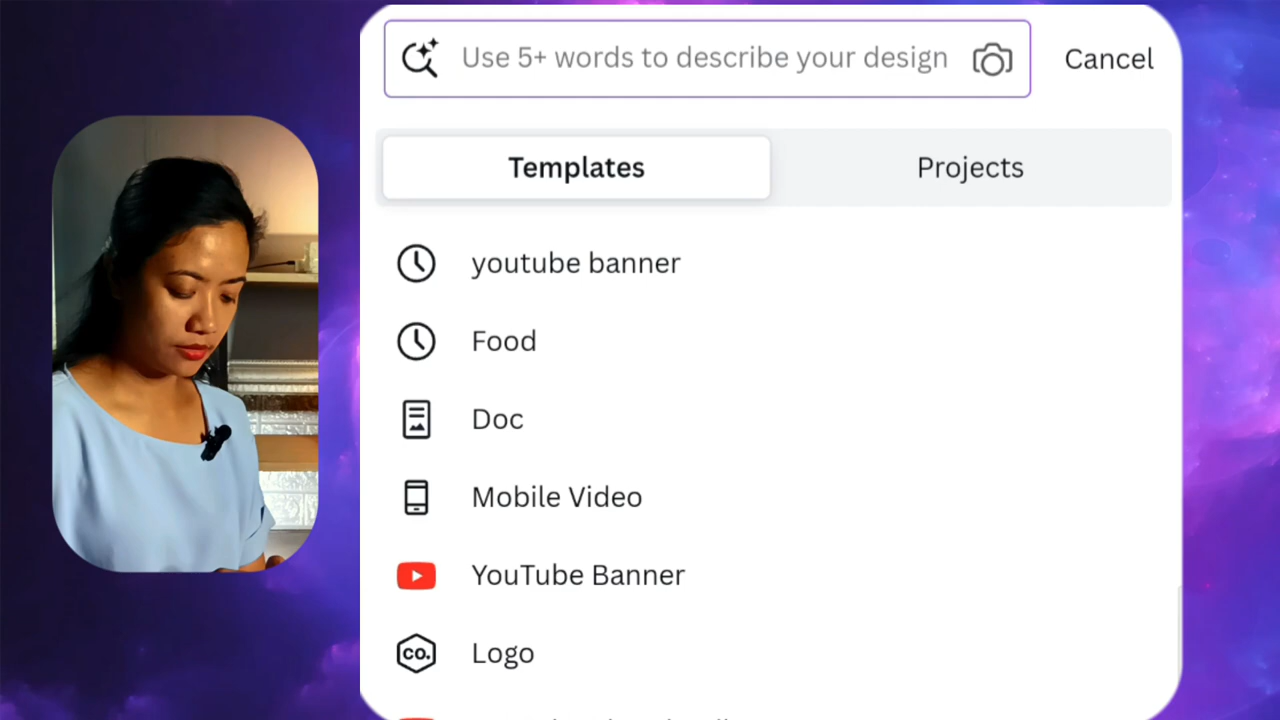 Use 5+ words to describe your design
Cancel
Templates
Projects
youtube banner
Food
Doc
Mobile Video
YouTube Banner
CO.
Logo